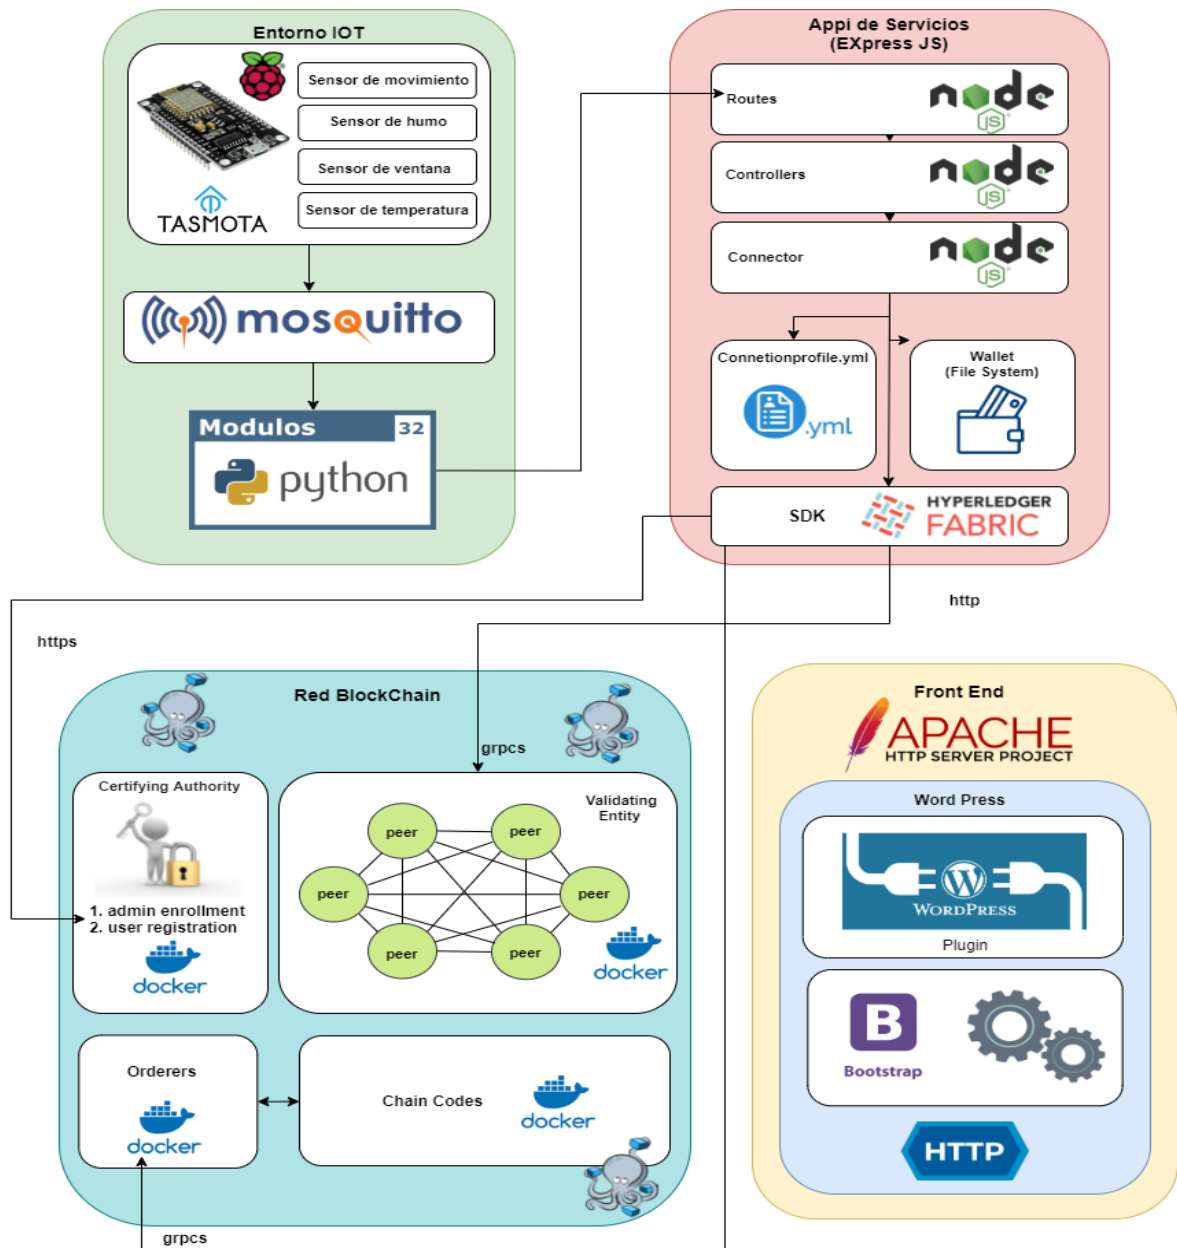 Entorno IOT
Sensor de movimiento
Sensor de humo
Sensor de ventana
Sensor de temperatura
TASMOTA
mosquitto
Modulos
32
python
Appi de Servicios
(EXpress JS)
Routes
node
JS
Controllers
node
JS
Connector
node
JS
Connetionprofile.yml
.yml
Wallet
(File System)
SDK
HYPERLEDGER
FABRIC
http
https
Red BlockChain
grpcs
Certifying Authority
1. admin enrollment
2. user registration
docker
Validating
Entity
peer
peer
peer
peer
peer
peer
docker
Orderers
docker
Chain Codes
docker
grpcs
Front End
APACHE
HTTP SERVER PROJECT
Word Press
WORDPRESS
Plugin
B
Bootstrap
HTTP